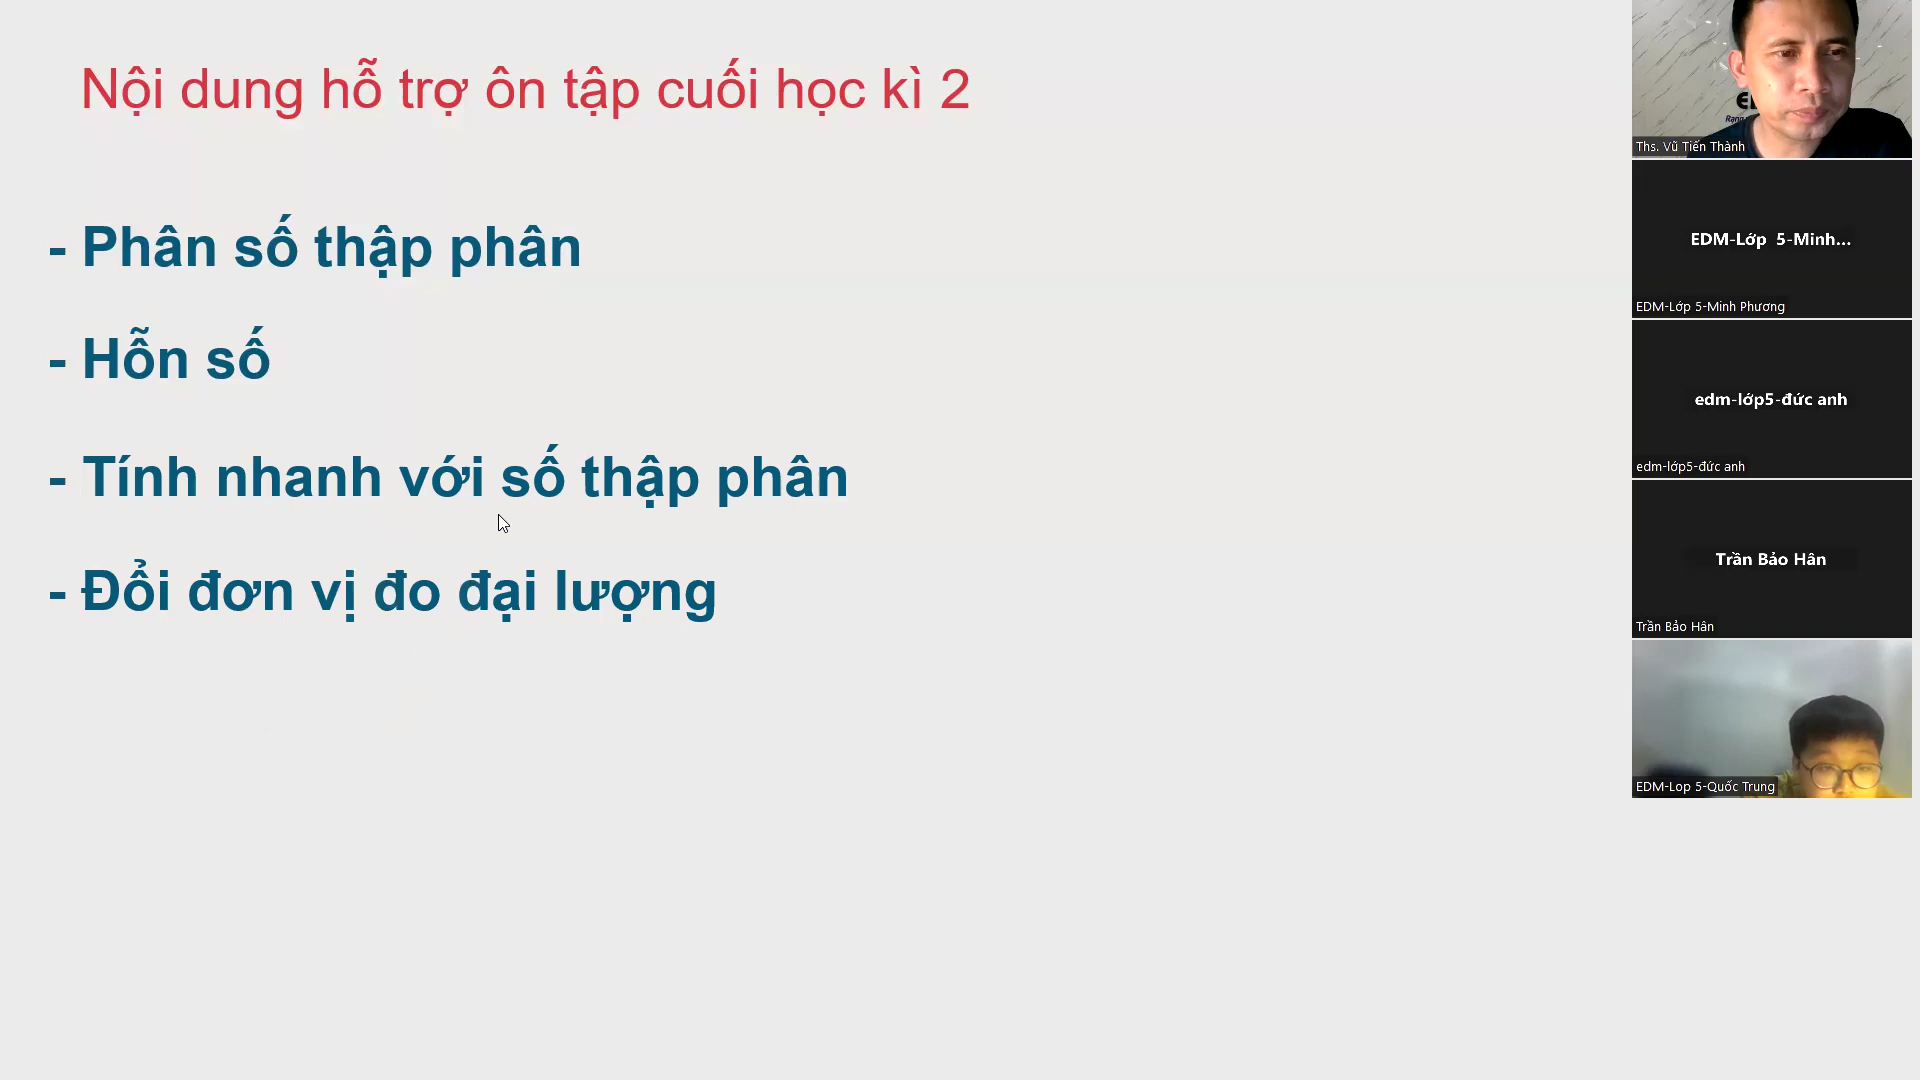 Nội dung hỗ trợ ôn tập cuối học kì 2
- Phân số thập phân
- Hỗn số
- Tính nhanh với số thập phân
- Đổi đơn vị đo đại lượng
Ths. Vũ Tiến Thành
EDM-Lớp 5-Minh...
EDM-Lớp 5-Minh Phương
edm-lớp5-đức anh
edm-lớp5-đức anh
Trần Bảo Hân
Trần Bảo Hân
EDM-Lop 5-Quốc Trung